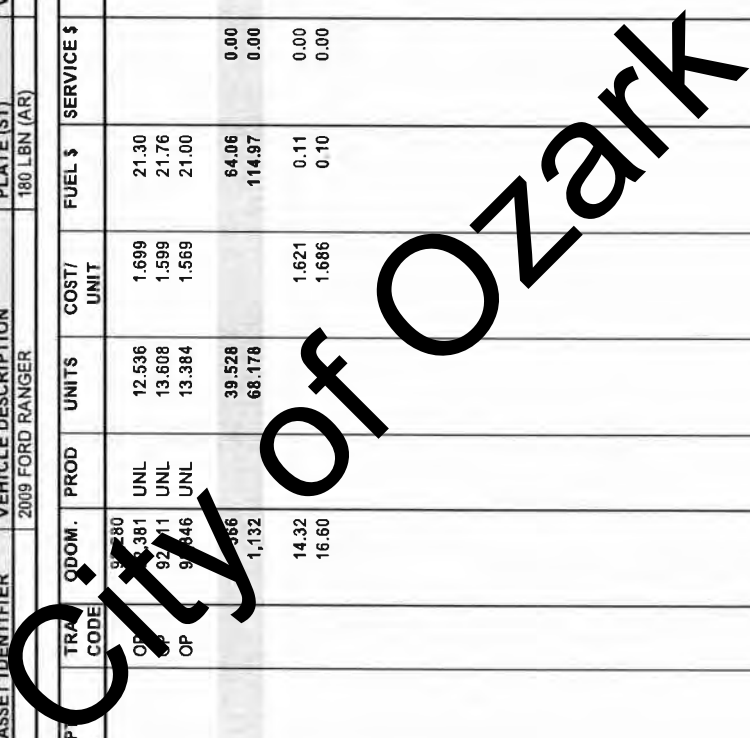 ASSET IDENTIFIER VEHICLE DESCRIPTION PLATE (ST)
2009 FORD RANGER 180 LBN (AR)
ODOM. PROD UNITS COST/ FUEL $ SERVICE $
CODE UNIT
UNL 12.536 1.699 21.30
UNL 13.608 1.599 21.76
OP UNL 13.384 1.569 21.00
39.528 64.06 0.00
1,132 68.178 114.97 0.00
14.32 1.621 0.11 0.00
16.60 1.686 0.10 0.00
City of Ozark